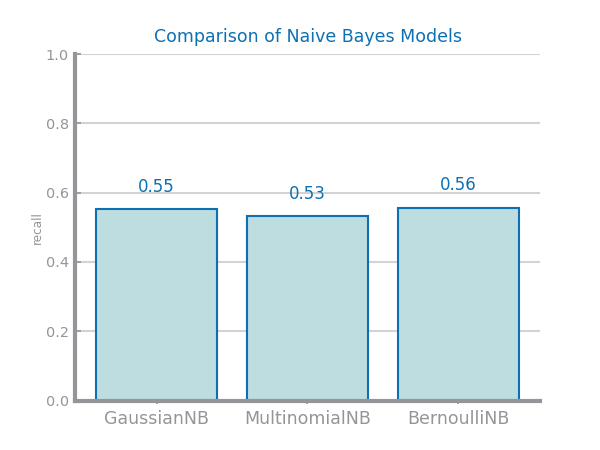 Comparison of Naive Bayes Models
1.0
0.8
0.6
0.4
0.2
0.0
recall
0.55
0.53
0.56
GaussianNB
MultinomialNB
BernoulliNB